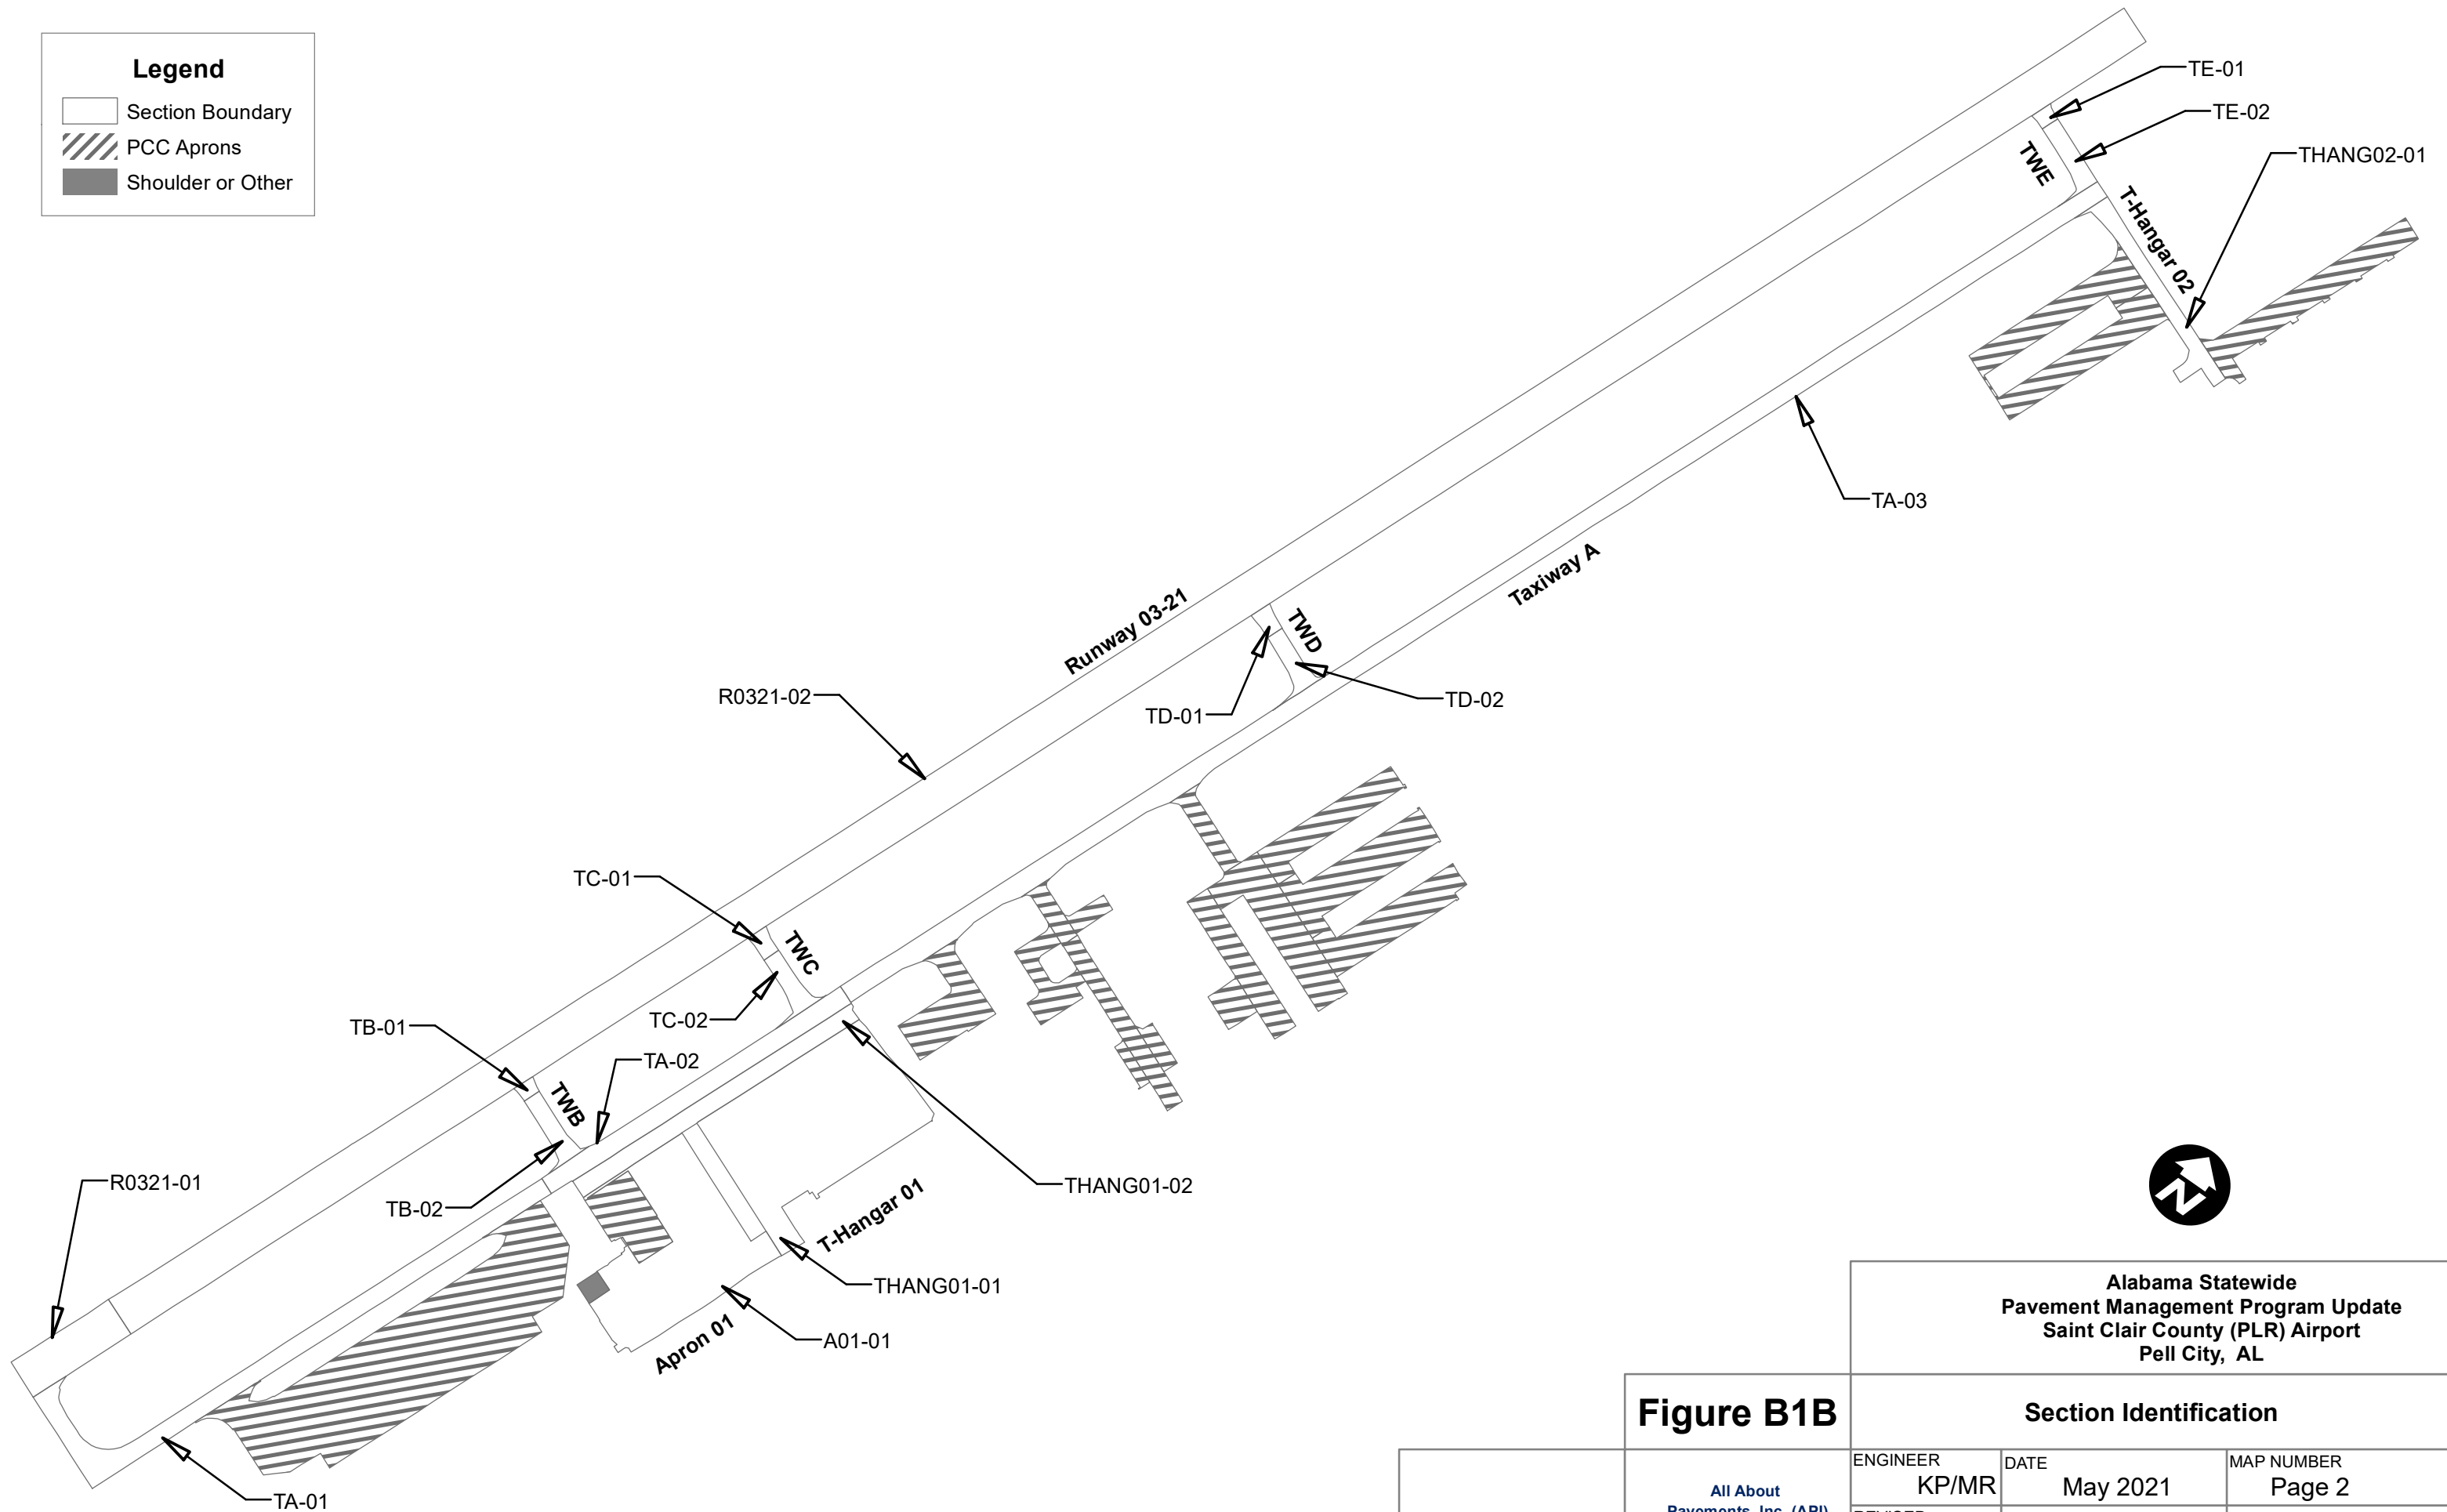 Legend
Section Boundary
PCC Aprons
Shoulder or Other
TE-01
TE-02
THANG02-01
TWE
T-Hangar 02
TA-03
Taxiway A
Runway 03-21
TWD
R0321-02
TD-01
TD-02
TC-01
TWC
TC-02
TB-01
TA-02
TWB
R0321-01
TB-02
THANG01-02
T-Hangar 01
THANG01-01
A01-01
Apron 01
TA-01
N
Alabama Statewide
Pavement Management Program Update
Saint Clair County (PLR) Airport
Pell City, AL
Figure B1B
Section Identification
ENGINEER
KP/MR
DATE
May 2021
MAP NUMBER
Page 2
All About
Pavements, Inc. (API)